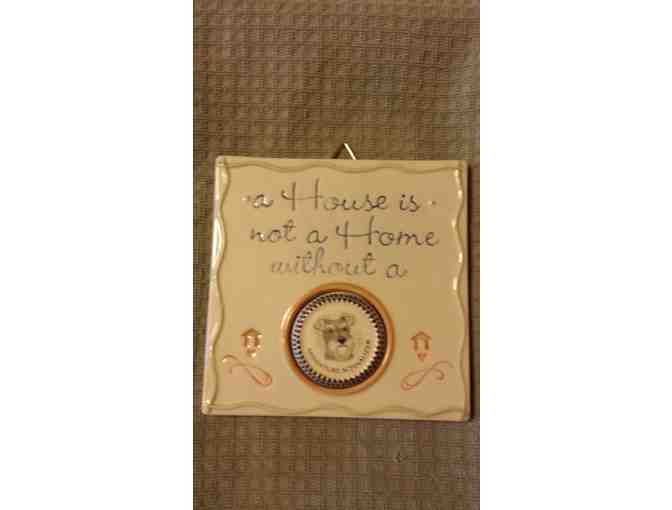 a House is
not a Home
without a
MINIATURE SCHNAUZER